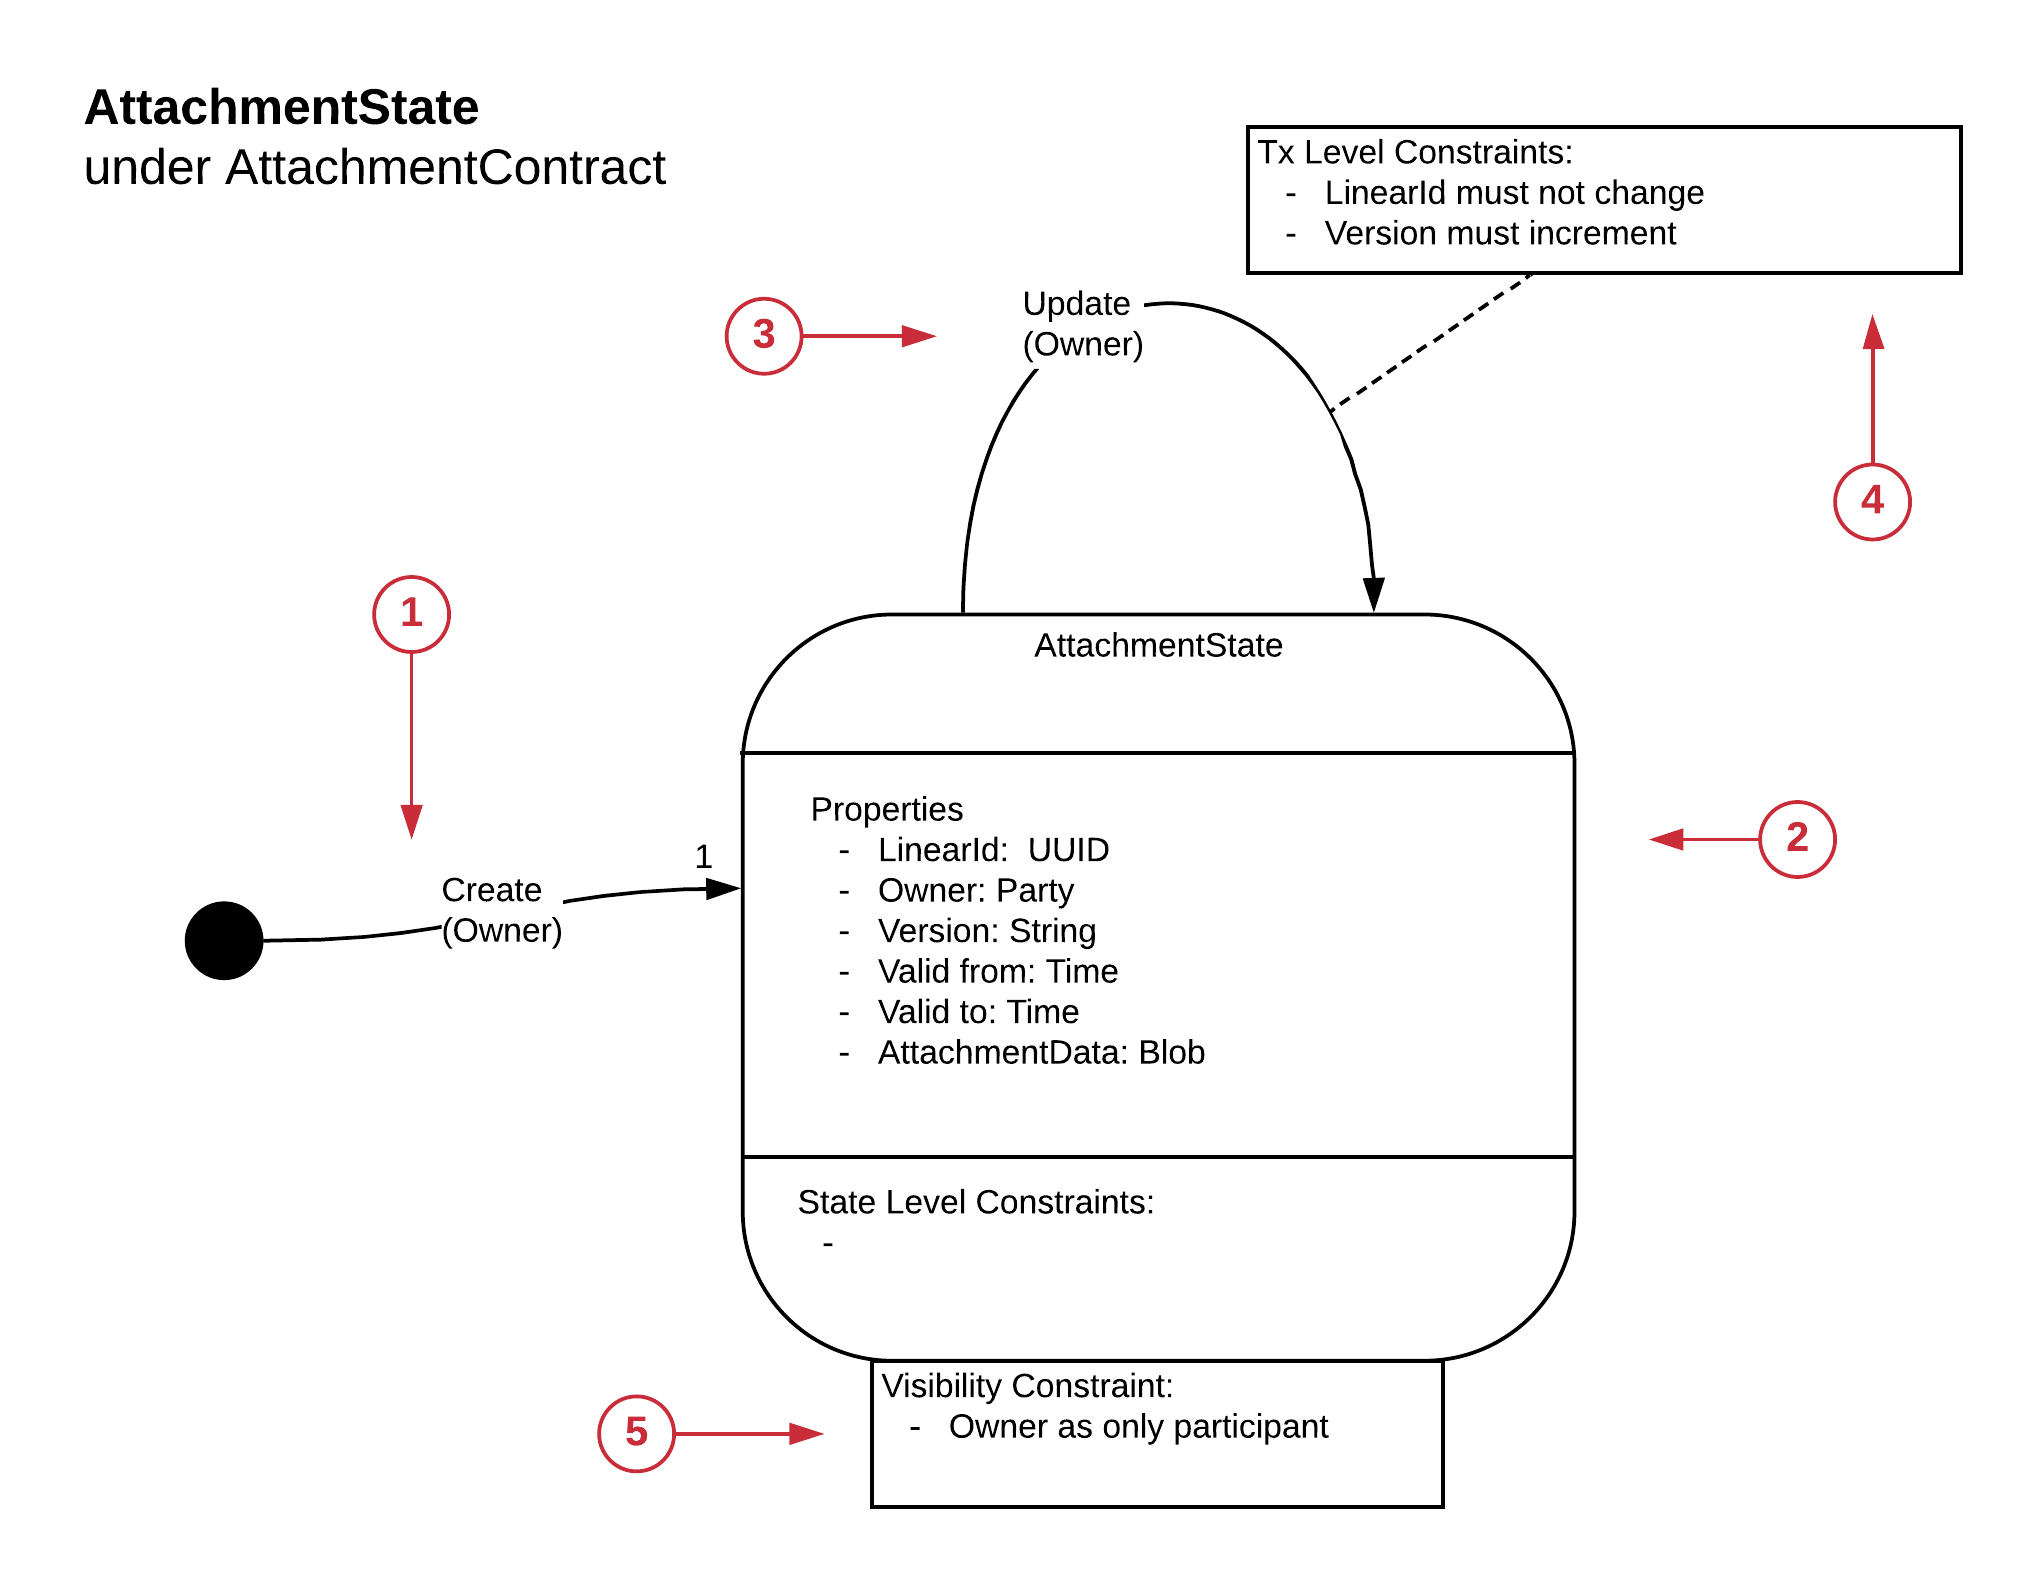 AttachmentState
under AttachmentContract
Tx Level Constraints:
- LinearId must not change
- Version must increment
Update
(Owner)
3
4
1
AttachmentState
2
Properties
- LinearId:  UUID
- Owner: Party
- Version: String
- Valid from: Time
- Valid to: Time
- AttachmentData: Blob
1
Create
(Owner)
State Level Constraints:
-
Visibility Constraint:
- Owner as only participant
5